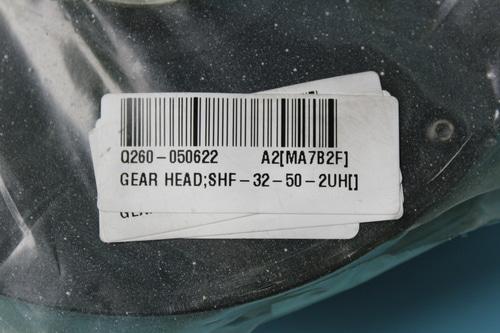 Q260-050622 A2[MA7B2F]
GEAR HEAD;SHF-32-50-2UH[]